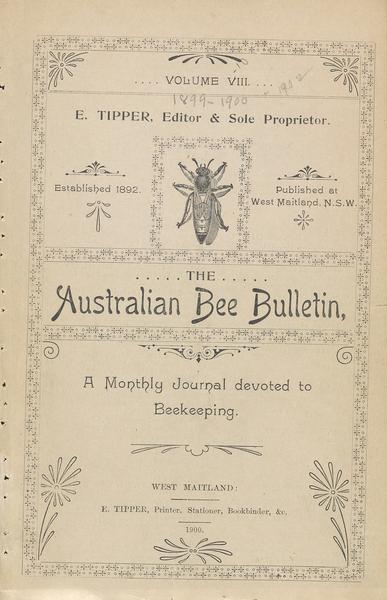 .... VOLUME VIII. ...
1899-1900 - 1902
E. TIPPER, Editor & Sole Proprietor.
Established 1892.
Published at
West Maitland, N.S.W.
..... THE .....
Australian Bee Bulletin,
A Monthly Journal devoted to
Beekeeping.
WEST MAITLAND:
E. TIPPER, Printer, Stationer, Bookbinder, &c.
1900.